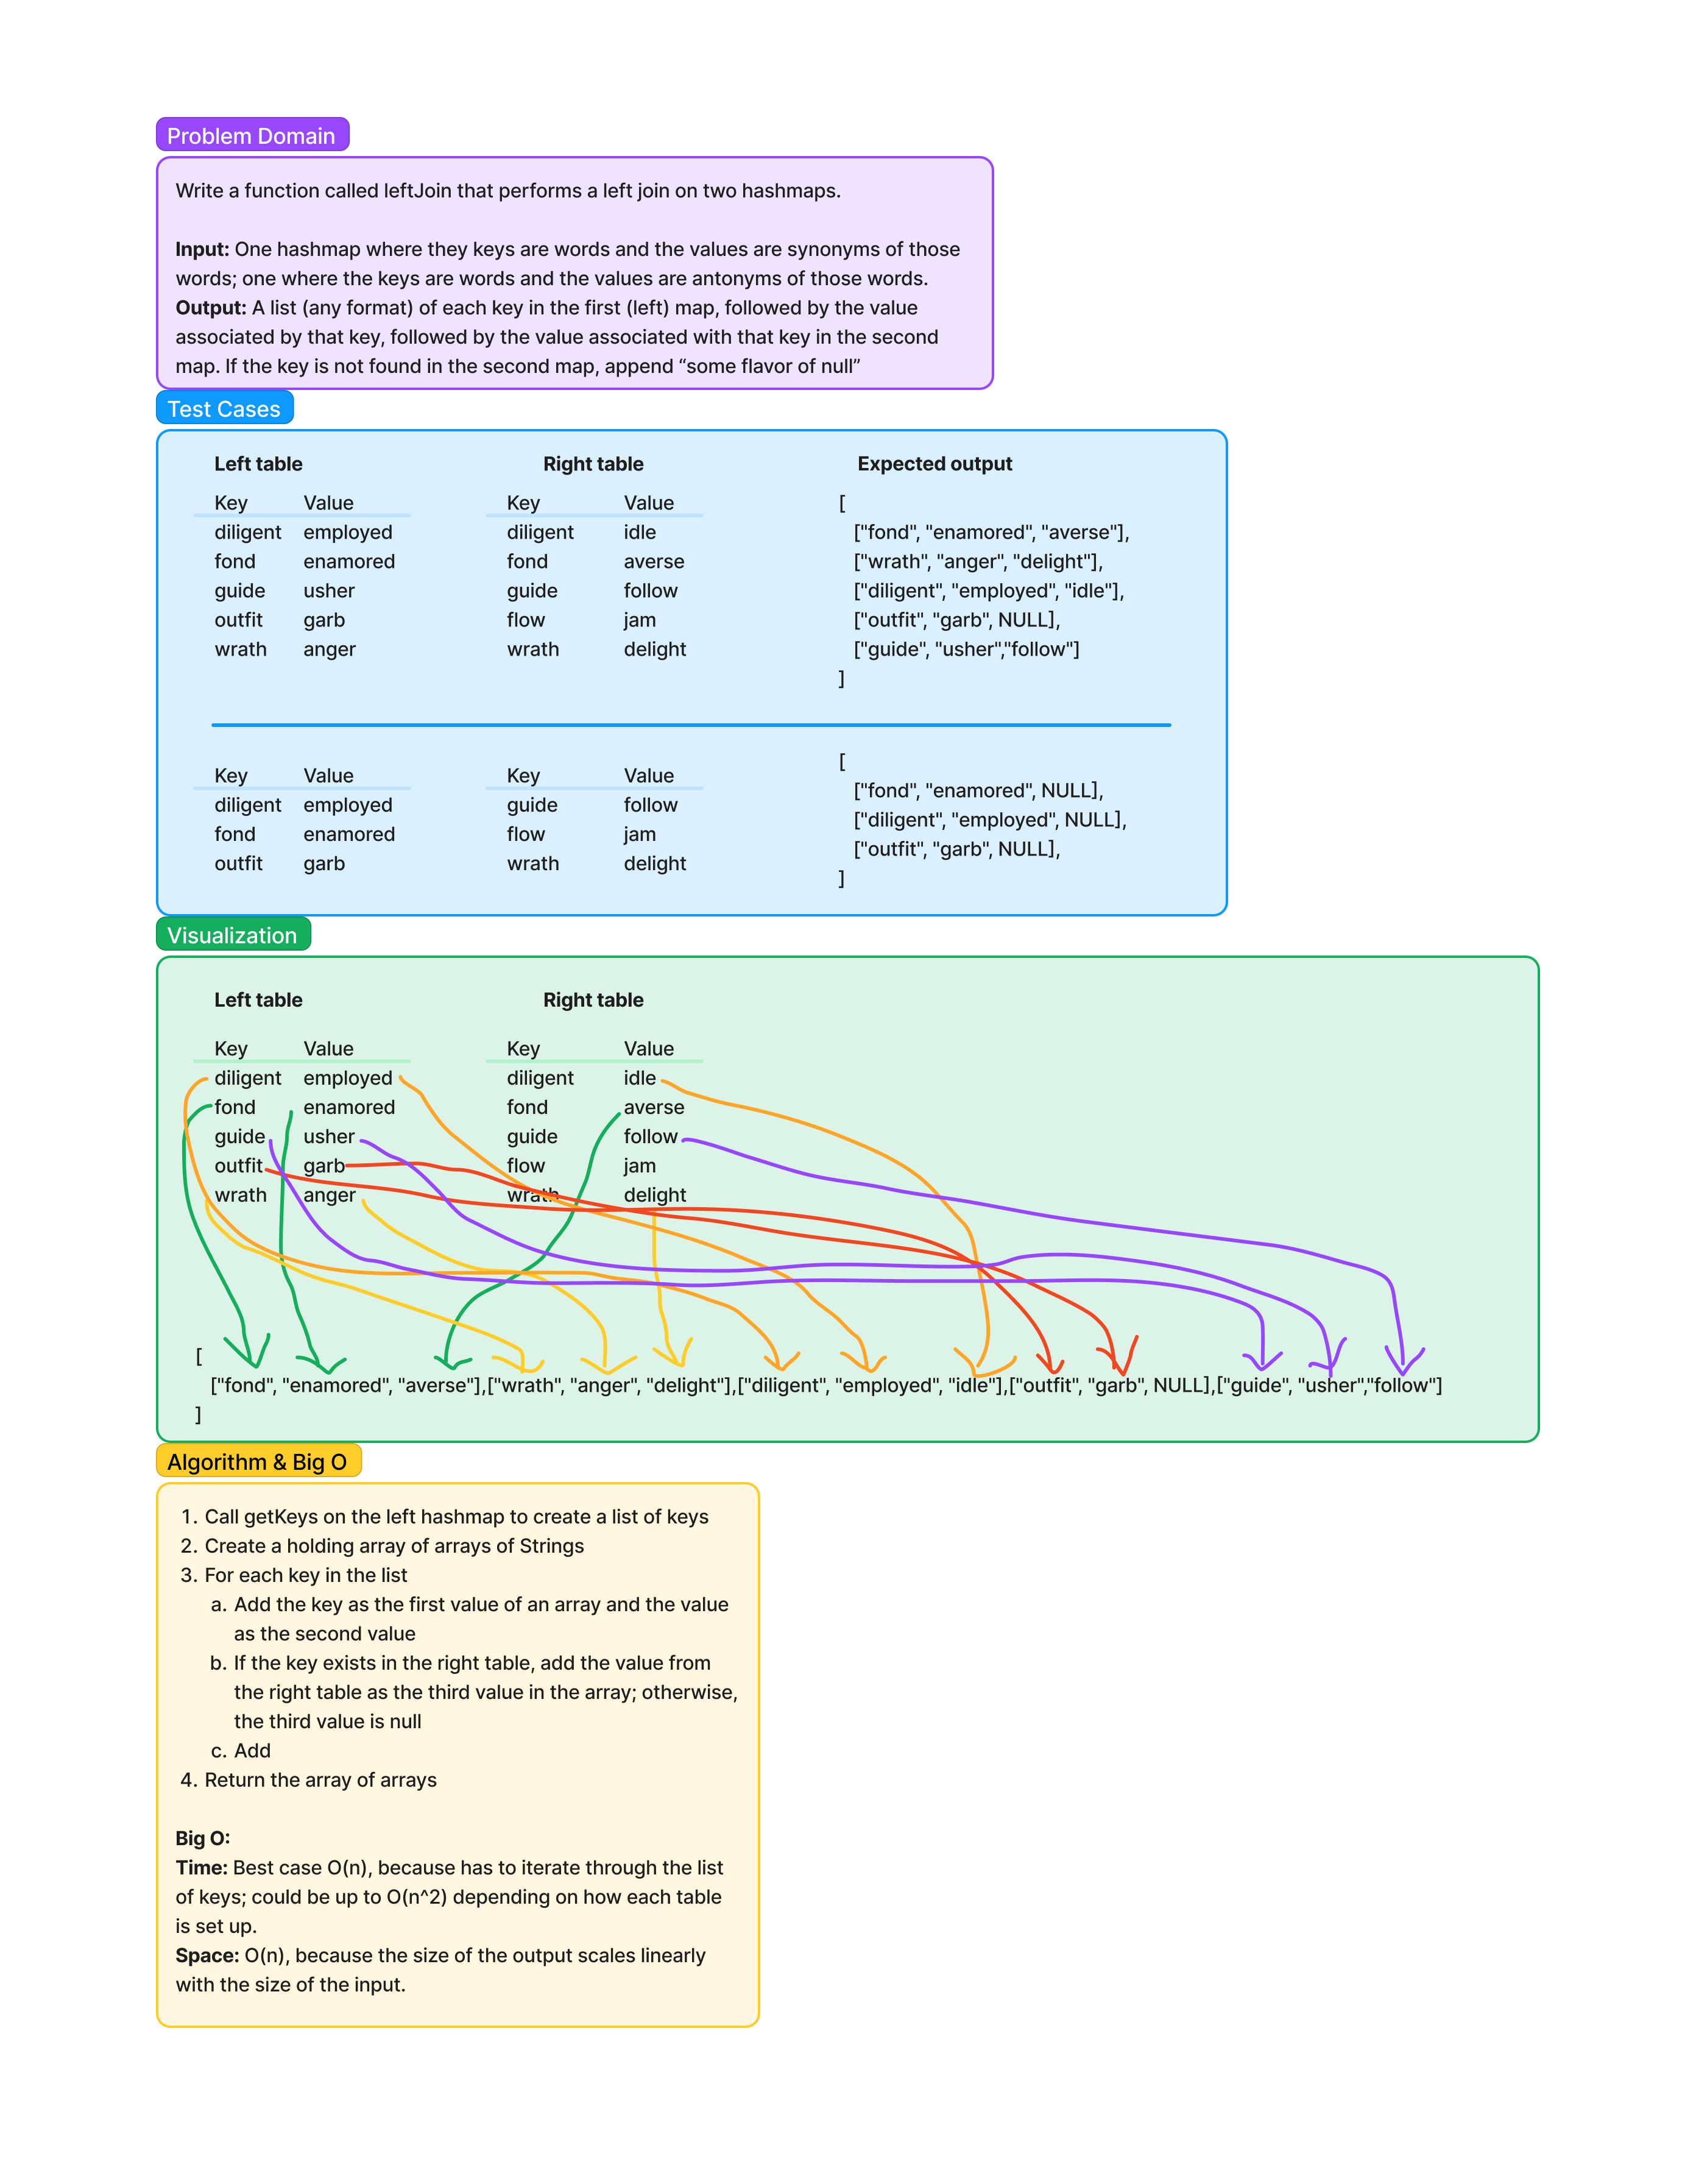 Problem Domain
Write a function called leftJoin that performs a left join on two hashmaps.
Input: One hashmap where they keys are words and the values are synonyms of those
words; one where the keys are words and the values are antonyms of those words.
Output: A list (any format) of each key in the first (left) map, followed by the value
associated by that key, followed by the value associated with that key in the second
map. If the key is not found in the second map, append “some flavor of null”
Test Cases
Left table Right table Expected output
Key Value Key Value [
diligent employed diligent idle ["fond", "enamored", "averse"],
fond enamored fond averse ["wrath", "anger", "delight"],
guide usher guide follow ["diligent", "employed", "idle"],
outfit garb flow jam ["outfit", "garb", NULL],
wrath anger wrath delight ["guide", "usher","follow"]
]
[
Key Value Key Value ["fond", "enamored", NULL],
diligent employed guide follow ["diligent", "employed", NULL],
fond enamored flow jam ["outfit", "garb", NULL],
outfit garb wrath delight ]
Visualization
Left table Right table
Key Value Key Value
diligent employed diligent idle
fond enamored fond averse
guide usher guide follow
outfit garb flow jam
wrath anger wrath delight
[
["fond", "enamored", "averse"],["wrath", "anger", "delight"],["diligent", "employed", "idle"],["outfit", "garb", NULL],["guide", "usher","follow"]
]
Algorithm & Big O
1. Call getKeys on the left hashmap to create a list of keys
2. Create a holding array of arrays of Strings
3. For each key in the list
a. Add the key as the first value of an array and the value
as the second value
b. If the key exists in the right table, add the value from
the right table as the third value in the array; otherwise,
the third value is null
c. Add
4. Return the array of arrays
Big O:
Time: Best case O(n), because has to iterate through the list
of keys; could be up to O(n^2) depending on how each table
is set up.
Space: O(n), because the size of the output scales linearly
with the size of the input.